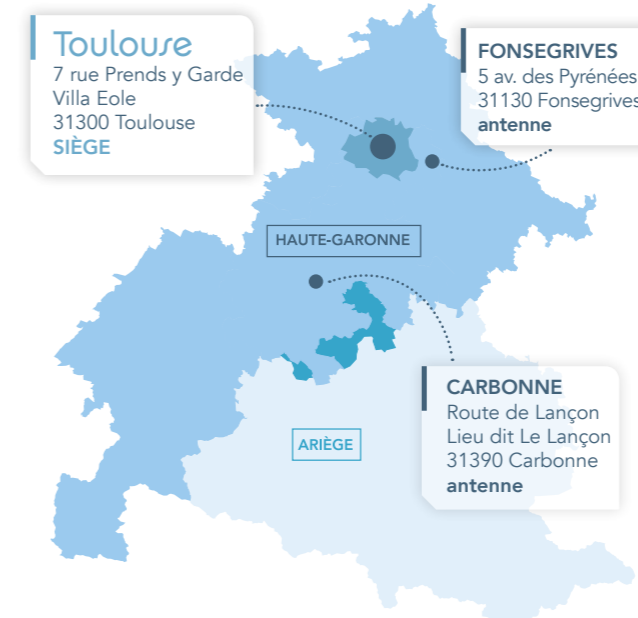 Toulouse
7 rue Prends y Garde
Villa Eole
31300 Toulouse
SIÈGE
FONSEGRIVES
5 av. des Pyrénées
31130 Fonsegrives
antenne
HAUTE-GARONNE
CARBONNE
Route de Lançon
Lieu dit Le Lançon
31390 Carbonne
antenne
ARIÈGE